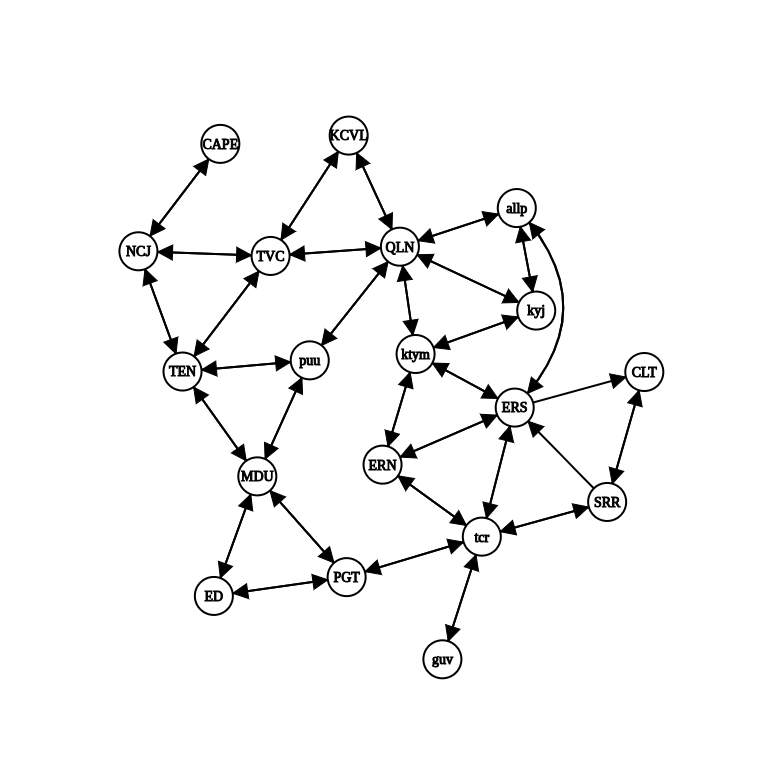 CAPE
KCVL
allp
NCJ
TVC
QLN
kyj
ktym
puu
TEN
CLT
ERS
ERN
MDU
SRR
tcr
PGT
ED
guv